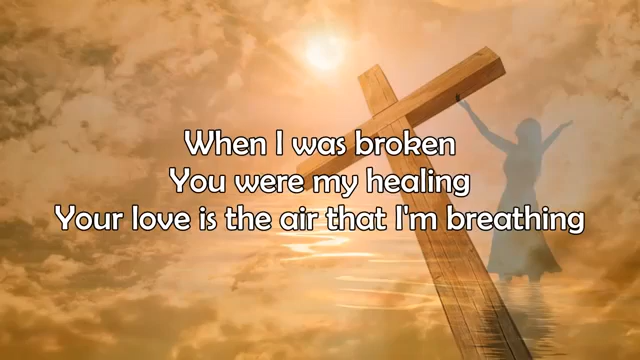 When I was broken
You were my healing
Your love is the air that I'm breathing